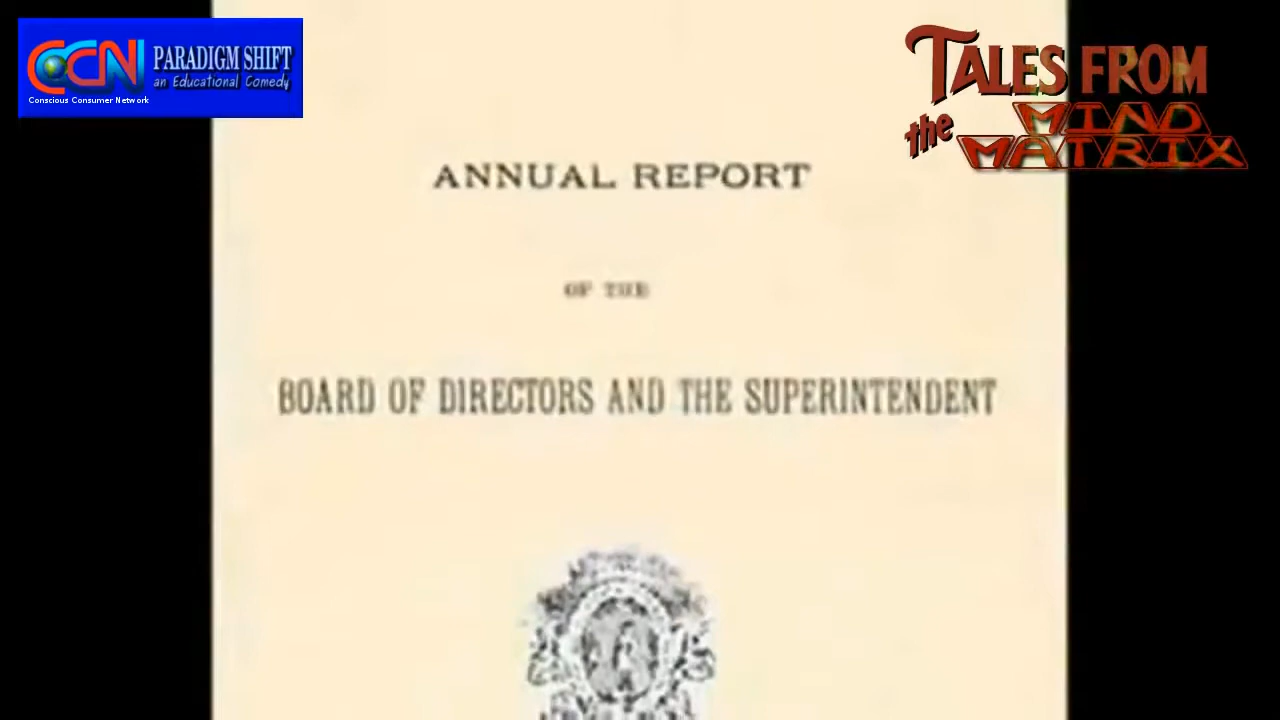 CCN PARADIGM SHIFT
an Educational Comedy
Conscious Consumer Network
TALES FROM
the MIND
MATRIX
ANNUAL REPORT
OF THE
BOARD OF DIRECTORS AND THE SUPERINTENDENT